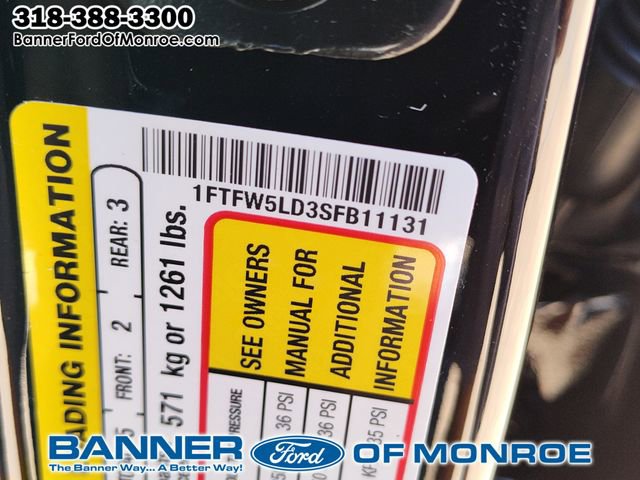 318-388-3300
BannerFordOfMonroe.com
1FTFW5LD3SFB11131
ADING INFORMATION
FRONT: 2 REAR: 3
571 kg or 1261 lbs.
SEE OWNERS
MANUAL FOR
ADDITIONAL
INFORMATION
PRESSURE
36 PSI
36 PSI
35 PSI
BANNER Ford OF MONROE
The Banner Way... A Better Way!